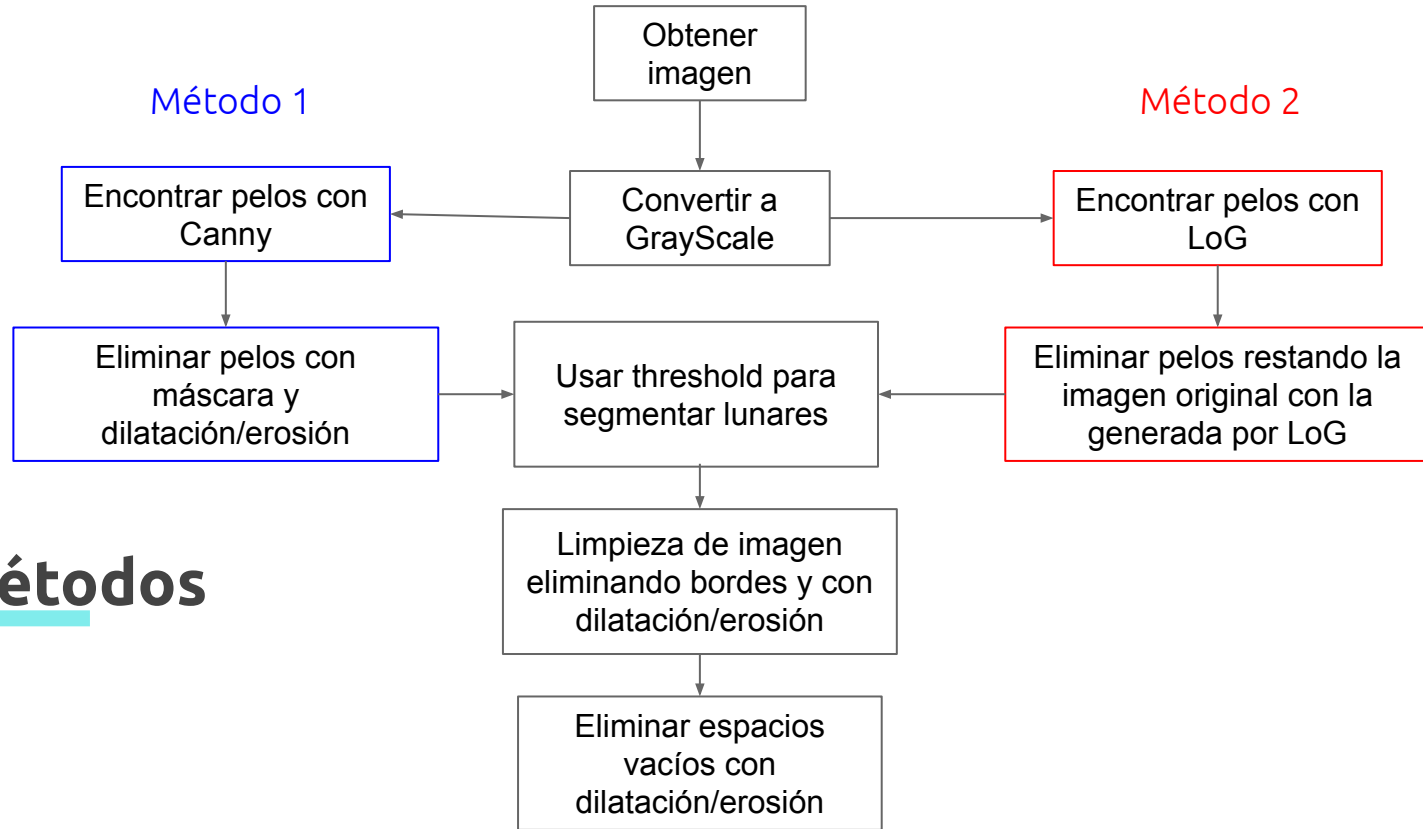 Obtener
imagen
Método 1
Método 2
Encontrar pelos con
Canny
Convertir a
GrayScale
Encontrar pelos con
LoG
Eliminar pelos con
máscara y
dilatación/erosión
Usar threshold para
segmentar lunares
Eliminar pelos restando la
imagen original con la
generada por LoG
Limpieza de imagen
eliminando bordes y con
dilatación/erosión
étodos
Eliminar espacios
vacíos con
dilatación/erosión